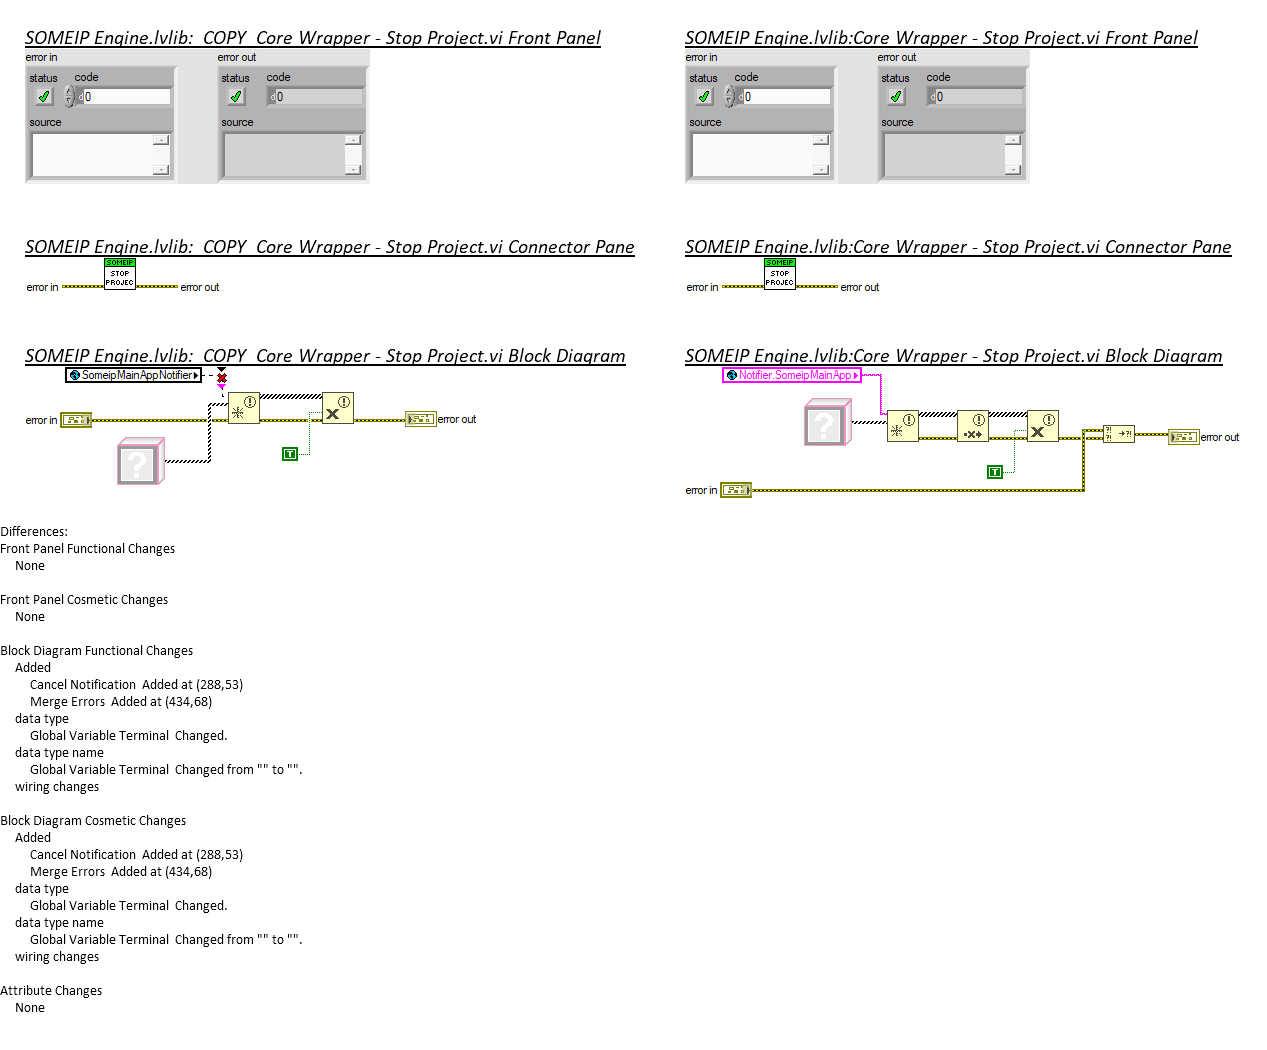 SOMEIP Engine.lvlib:  COPY  Core Wrapper - Stop Project.vi Front Panel
error in
error out
status
code
status
code
d 0
d 0
source
source
SOMEIP Engine.lvlib:Core Wrapper - Stop Project.vi Front Panel
error in
error out
status
code
status
code
d 0
d 0
source
source
SOMEIP Engine.lvlib:  COPY  Core Wrapper - Stop Project.vi Connector Pane
SOMEIP
STOP
PROJEC
error in
error out
SOMEIP Engine.lvlib:Core Wrapper - Stop Project.vi Connector Pane
SOMEIP
STOP
PROJEC
error in
error out
SOMEIP Engine.lvlib:  COPY  Core Wrapper - Stop Project.vi Block Diagram
SomeipMainAppNotifier
error in
error out
?
T
SOMEIP Engine.lvlib:Core Wrapper - Stop Project.vi Block Diagram
Notifier.SomeipMainApp
?
error out
T
error in
Differences:
Front Panel Functional Changes
None
Front Panel Cosmetic Changes
None
Block Diagram Functional Changes
Added
Cancel Notification  Added at (288,53)
Merge Errors  Added at (434,68)
data type
Global Variable Terminal  Changed.
data type name
Global Variable Terminal  Changed from "" to "".
wiring changes
Block Diagram Cosmetic Changes
Added
Cancel Notification  Added at (288,53)
Merge Errors  Added at (434,68)
data type
Global Variable Terminal  Changed.
data type name
Global Variable Terminal  Changed from "" to "".
wiring changes
Attribute Changes
None